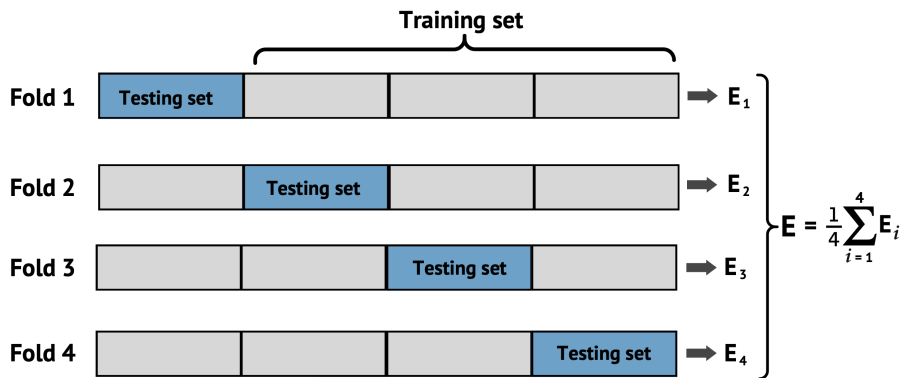 Training set
Fold 1 Testing set E₁
Fold 2 Testing set E₂
E = 1/4 4∑i=1 Eᵢ
Fold 3 Testing set E₃
Fold 4 Testing set E₄